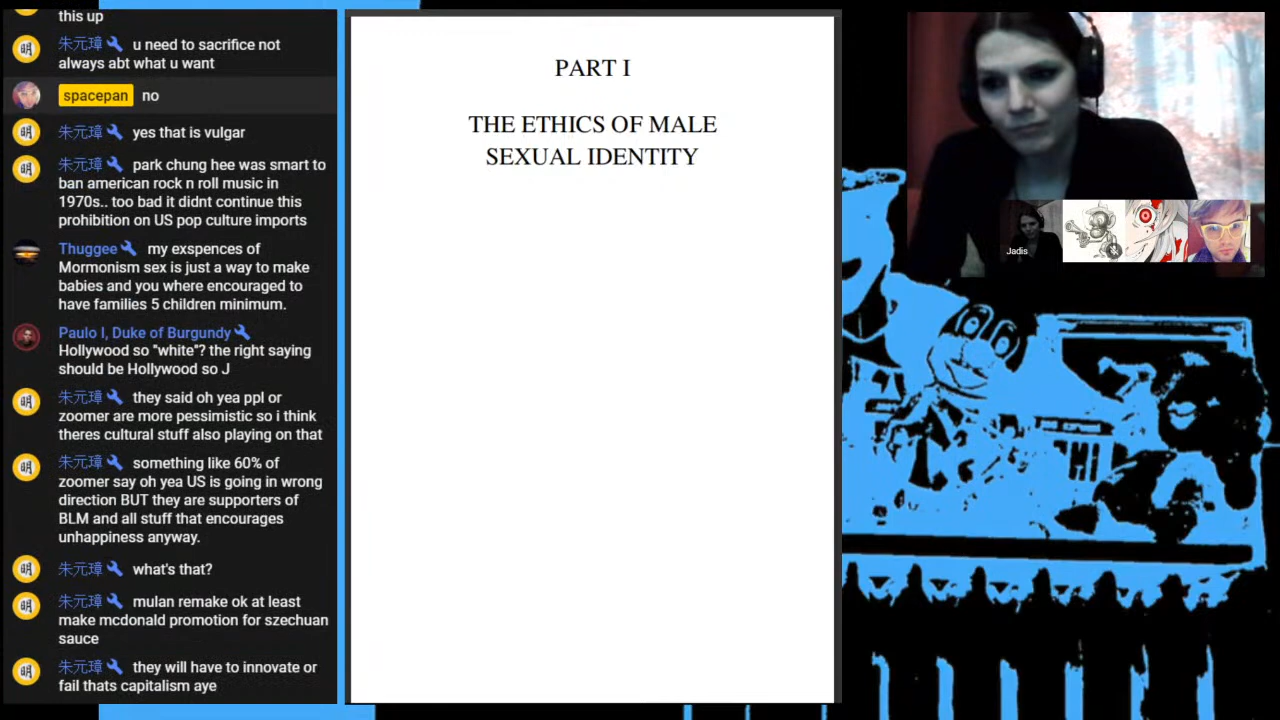 this up
朱元璋 u need to sacrifice not
always abt what u want
spacepan no
朱元璋 yes that is vulgar
朱元璋 park chung hee was smart to
ban american rock n roll music in
1970s.. too bad it didnt continue this
prohibition on US pop culture imports
Thuggee my exspences of
Mormonism sex is just a way to make
babies and you where encouraged to
have families 5 children minimum.
Paulo I, Duke of Burgundy
Hollywood so "white"? the right saying
should be Hollywood so J
朱元璋 they said oh yea ppl or
zoomer are more pessimistic so i think
theres cultural stuff also playing on that
朱元璋 something like 60% of
zoomer say oh yea US is going in wrong
direction BUT they are supporters of
BLM and all stuff that encourages
unhappiness anyway.
朱元璋 what's that?
朱元璋 mulan remake ok at least
make mcdonald promotion for szechuan
sauce
朱元璋 they will have to innovate or
fail thats capitalism aye
PART I
THE ETHICS OF MALE
SEXUAL IDENTITY
Jadis